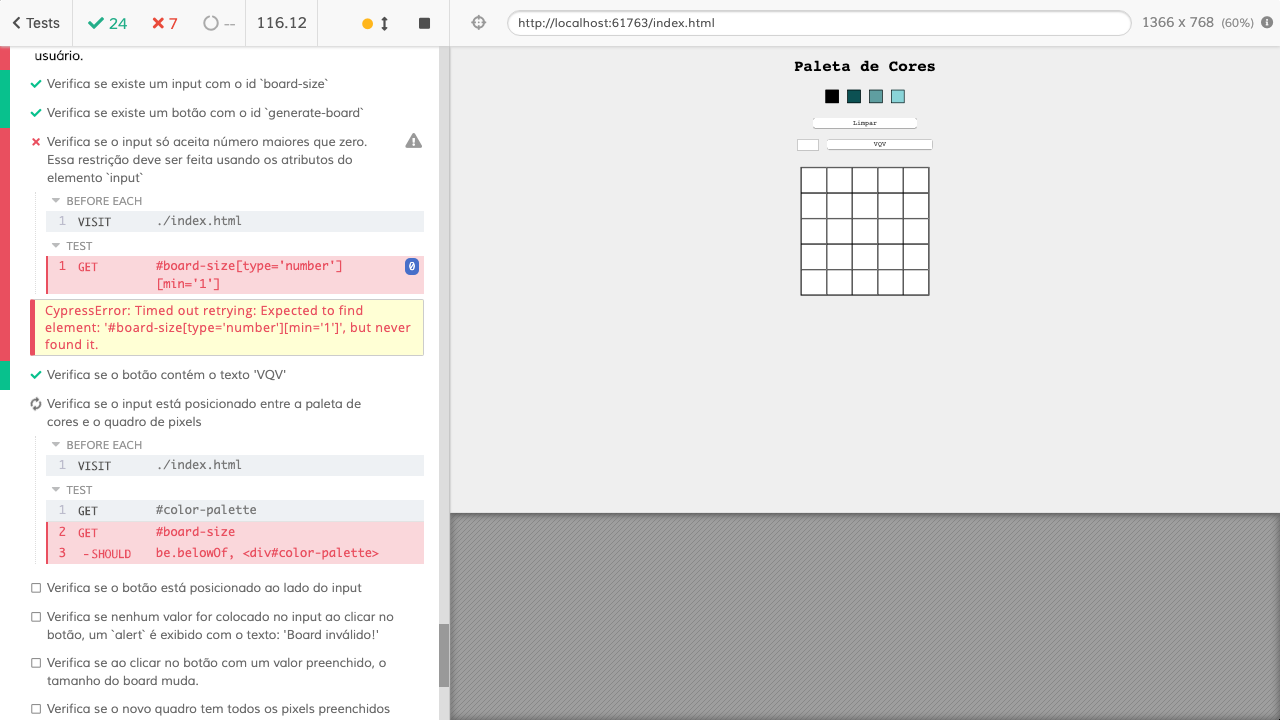 Tests
24
7
--
116.12
http://localhost:61763/index.html
1366 x 768 (60%)
usuário.
Verifica se existe um input com o id `board-size`
Verifica se existe um botão com o id `generate-board`
Verifica se o input só aceita número maiores que zero.
Essa restrição deve ser feita usando os atributos do
elemento `input`
BEFORE EACH
1 VISIT ./index.html
TEST
1 GET #board-size[type='number']
[min='1']
0
CypressError: Timed out retrying: Expected to find
element: '#board-size[type='number'][min='1']', but never
found it.
Verifica se o botão contém o texto 'VQV'
Verifica se o input está posicionado entre a paleta de
cores e o quadro de pixels
BEFORE EACH
1 VISIT ./index.html
TEST
1 GET #color-palette
2 GET #board-size
3 -SHOULD be.belowOf, <div#color-palette>
Verifica se o botão está posicionado ao lado do input
Verifica se nenhum valor for colocado no input ao clicar no
botão, um `alert` é exibido com o texto: 'Board inválido!'
Verifica se ao clicar no botão com um valor preenchido, o
tamanho do board muda.
Verifica se o novo quadro tem todos os pixels preenchidos
Paleta de Cores
Limpar
VQV